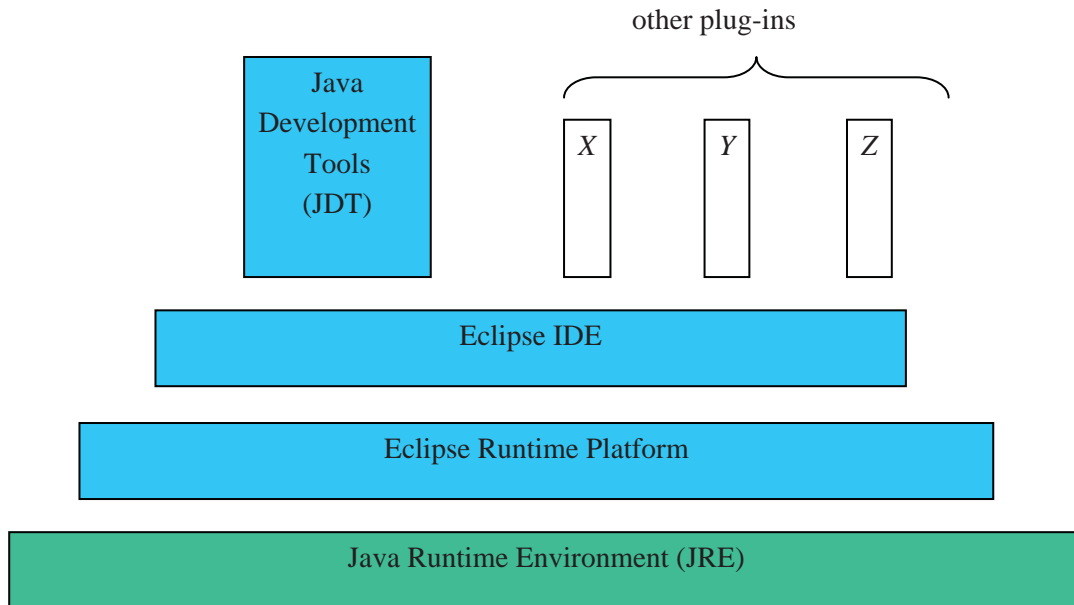 other plug-ins
Java
Development
Tools
(JDT)
X
Y
Z
Eclipse IDE
Eclipse Runtime Platform
Java Runtime Environment (JRE)